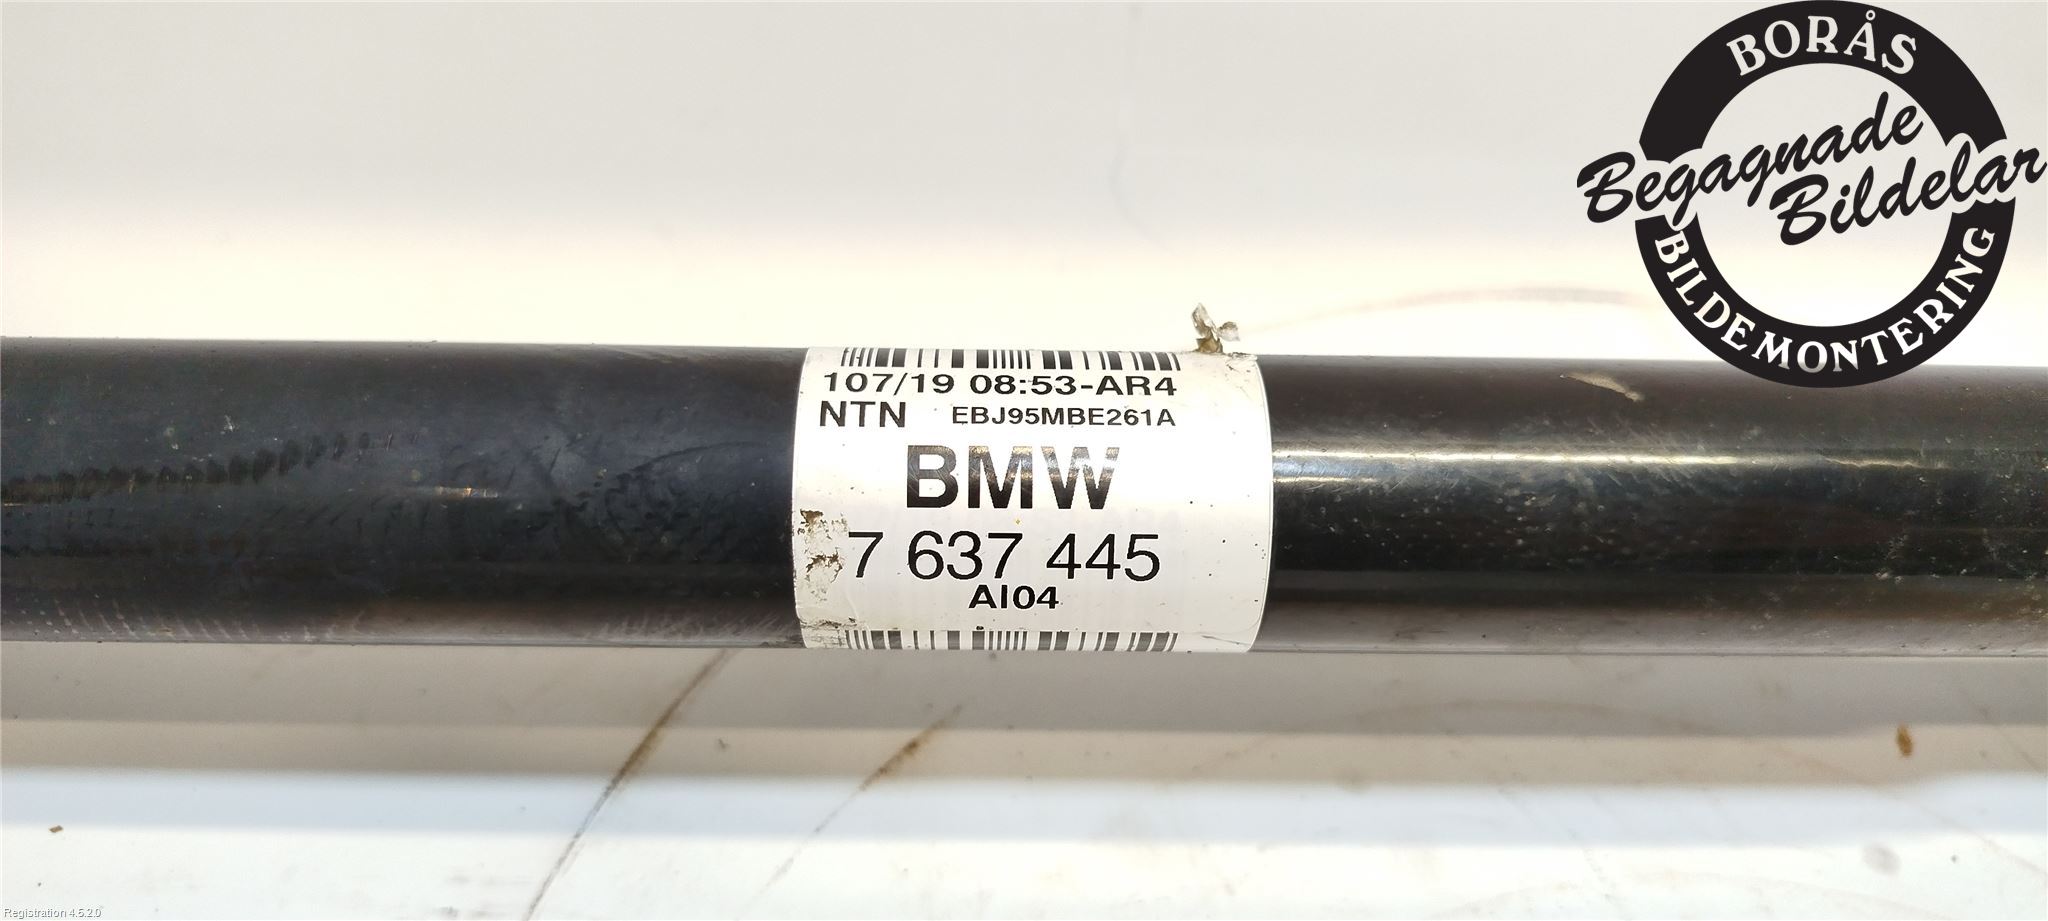 BORÅS
Begagnade
Bildelar
BILDEMONTERING
107/19 08:53-AR4
NTN EBJ95MBE261A
BMW
7 637 445
AI04
Registration 4.5.2.0